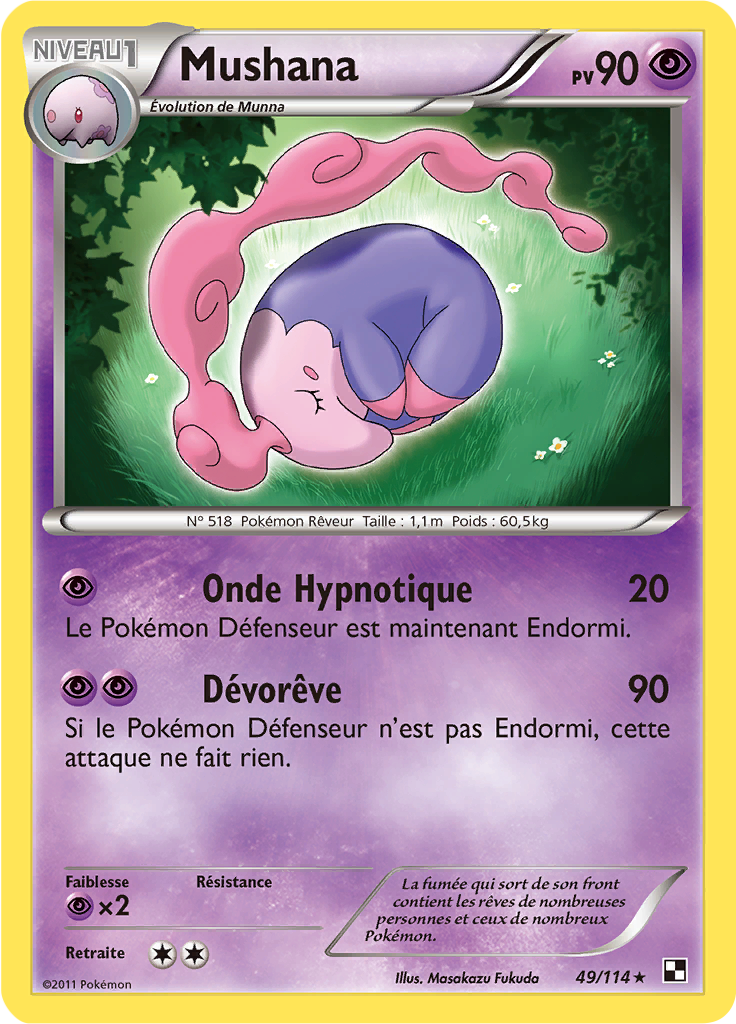 NIVEAU 1
Mushana
PV 90
Évolution de Munna
N° 518 Pokémon Rêveur Taille : 1,1m Poids : 60,5kg
Onde Hypnotique 20
Le Pokémon Défenseur est maintenant Endormi.
Dévorêve 90
Si le Pokémon Défenseur n'est pas Endormi, cette
attaque ne fait rien.
Faiblesse Résistance
×2
Retraite
La fumée qui sort de son front
contient les rêves de nombreuses
personnes et ceux de nombreux
Pokémon.
©2011 Pokémon
Illus. Masakazu Fukuda
49/114 ★